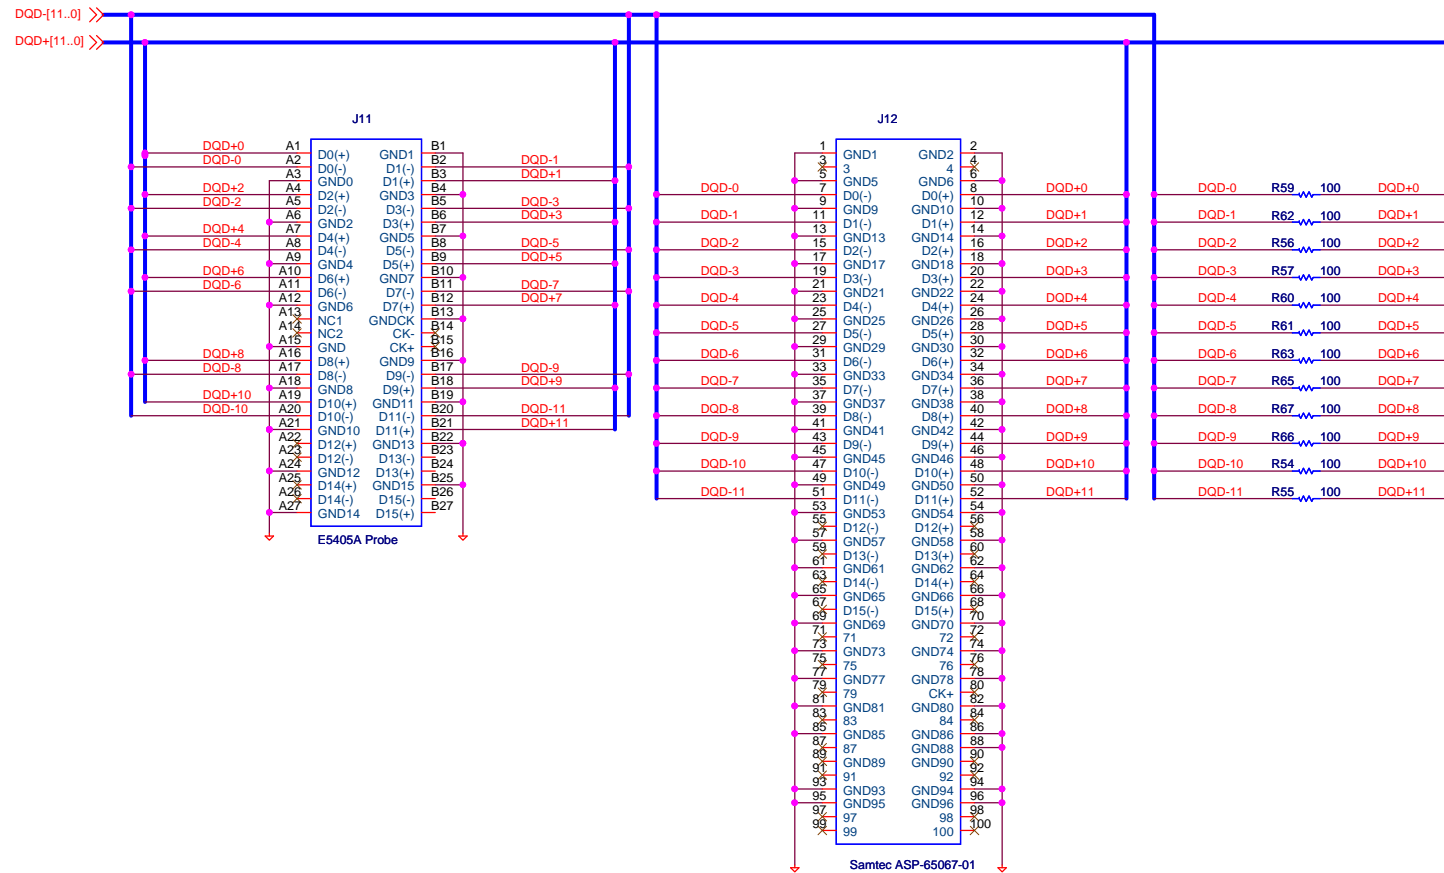 DQD-[11..0]
DQD+[11..0]
J11
DQD+0 A1 D0(+) GND1 B1
DQD-0 A2 D0(-) D1(-) B2 DQD-1
A3 GND0 D1(+) B3 DQD+1
DQD+2 A4 D2(+) GND3 B4
DQD-2 A5 D2(-) D3(-) B5 DQD-3
A6 GND2 D3(+) B6 DQD+3
DQD+4 A7 D4(+) GND5 B7
DQD-4 A8 D4(-) D5(-) B8 DQD-5
A9 GND4 D5(+) B9 DQD+5
DQD+6 A10 D6(+) GND7 B10
DQD-6 A11 D6(-) D7(-) B11 DQD-7
A12 GND6 D7(+) B12 DQD+7
A13 NC1 GNDCK B13
A14 NC2 CK- B14
A15 GND CK+ B15
DQD+8 A16 D8(+) GND9 B16
DQD-8 A17 D8(-) D9(-) B17 DQD-9
A18 GND8 D9(+) B18 DQD+9
DQD+10 A19 D10(+) GND11 B19
DQD-10 A20 D10(-) D11(-) B20 DQD-11
A21 GND10 D11(+) B21 DQD+11
A22 D12(+) GND13 B22
A23 D12(-) D13(-) B23
A24 GND12 D13(+) B24
A25 D14(+) GND15 B25
A26 D14(-) D15(-) B26
A27 GND14 D15(+) B27
E5405A Probe
J12
1 GND1 GND2 2
3 3 4 4
5 GND5 GND6 6
DQD-0 7 D0(-) D0(+) 8 DQD+0
9 GND9 GND10 10
DQD-1 11 D1(-) D1(+) 12 DQD+1
13 GND13 GND14 14
DQD-2 15 D2(-) D2(+) 16 DQD+2
17 GND17 GND18 18
DQD-3 19 D3(-) D3(+) 20 DQD+3
21 GND21 GND22 22
DQD-4 23 D4(-) D4(+) 24 DQD+4
25 GND25 GND26 26
DQD-5 27 D5(-) D5(+) 28 DQD+5
29 GND29 GND30 30
DQD-6 31 D6(-) D6(+) 32 DQD+6
33 GND33 GND34 34
DQD-7 35 D7(-) D7(+) 36 DQD+7
37 GND37 GND38 38
DQD-8 39 D8(-) D8(+) 40 DQD+8
41 GND41 GND42 42
DQD-9 43 D9(-) D9(+) 44 DQD+9
45 GND45 GND46 46
DQD-10 47 D10(-) D10(+) 48 DQD+10
49 GND49 GND50 50
DQD-11 51 D11(-) D11(+) 52 DQD+11
53 GND53 GND54 54
55 D12(-) D12(+) 56
57 GND57 GND58 58
59 D13(-) D13(+) 60
61 GND61 GND62 62
63 D14(-) D14(+) 64
65 GND65 GND66 66
67 D15(-) D15(+) 68
69 GND69 GND70 70
71 71 72 72
73 GND73 GND74 74
75 75 76 76
77 GND77 GND78 78
79 79 CK+ 80
81 GND81 GND80 82
83 83 84 84
85 GND85 GND86 86
87 87 GND88 88
89 GND89 GND90 90
91 91 92 92
93 GND93 GND94 94
95 GND95 GND96 96
97 97 98 98
99 99 100 100
Samtec ASP-65067-01
DQD-0 R59 100 DQD+0
DQD-1 R62 100 DQD+1
DQD-2 R56 100 DQD+2
DQD-3 R57 100 DQD+3
DQD-4 R60 100 DQD+4
DQD-5 R61 100 DQD+5
DQD-6 R63 100 DQD+6
DQD-7 R65 100 DQD+7
DQD-8 R67 100 DQD+8
DQD-9 R66 100 DQD+9
DQD-10 R54 100 DQD+10
DQD-11 R55 100 DQD+11